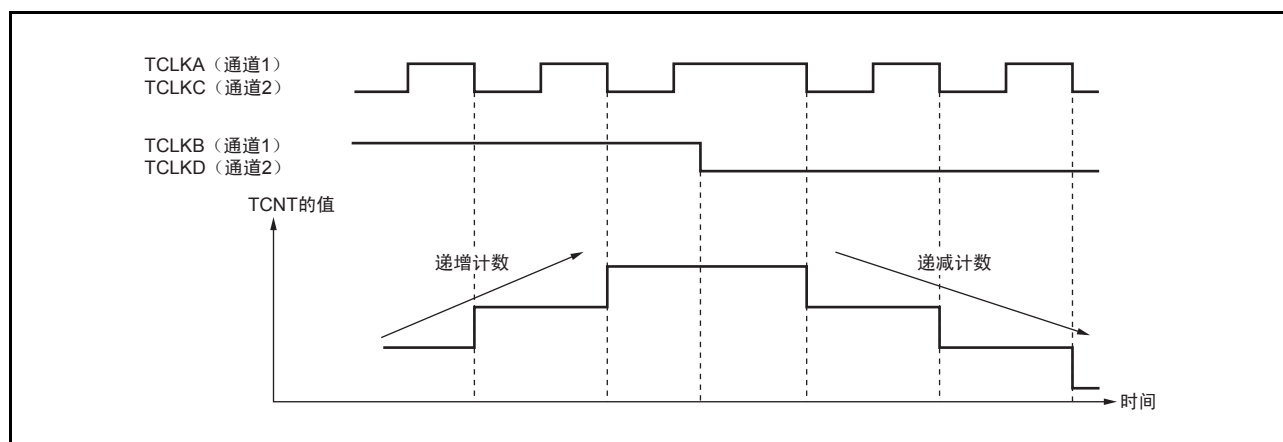 TCLKA（通道1）
TCLKC（通道2）
TCLKB（通道1）
TCLKD（通道2）
TCNT的值
递增计数
递减计数
时间